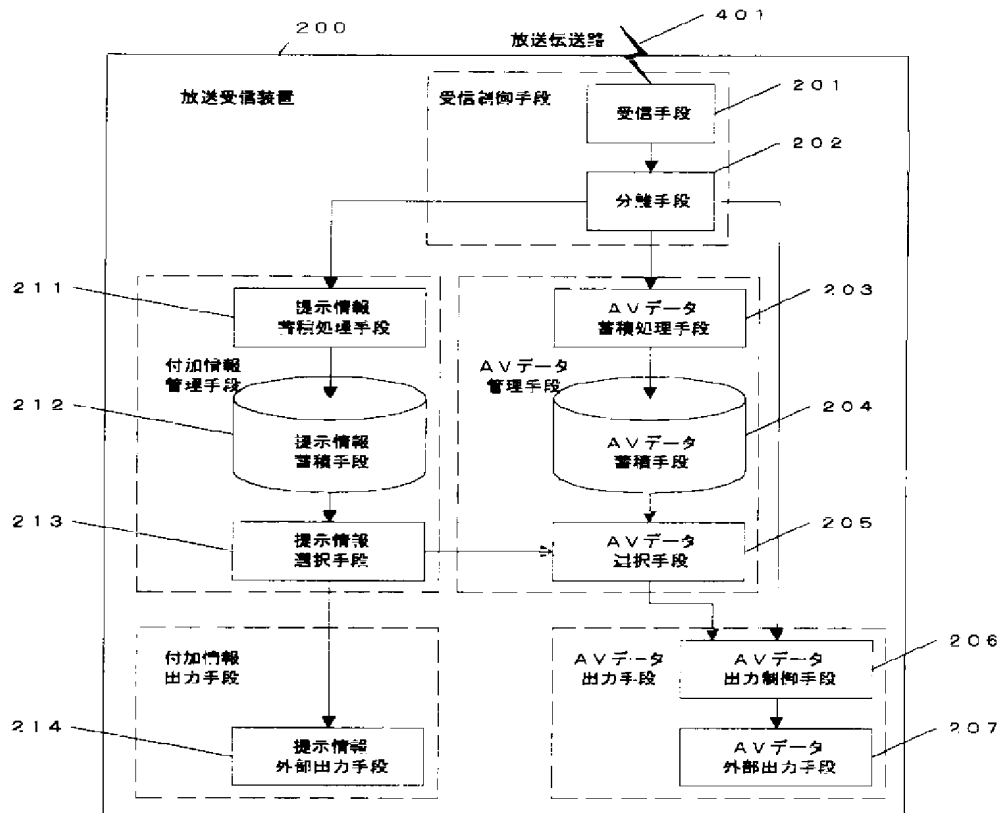 ４０１
２００
放送伝送路
放送受信装置
受信制御手段
２０１
受信手段
２０２
分離手段
２１１
提示情報
蓄積処理手段
ＡＶデータ
蓄積処理手段
２０３
付加情報
管理手段
ＡＶデータ
管理手段
２１２
提示情報
蓄積手段
ＡＶデータ
蓄積手段
２０４
２１３
提示情報
選択手段
ＡＶデータ
選択手段
２０５
付加情報
出力手段
ＡＶデータ
出力手段
ＡＶデータ
出力制御手段
２０６
２１４
提示情報
外部出力手段
ＡＶデータ
外部出力手段
２０７